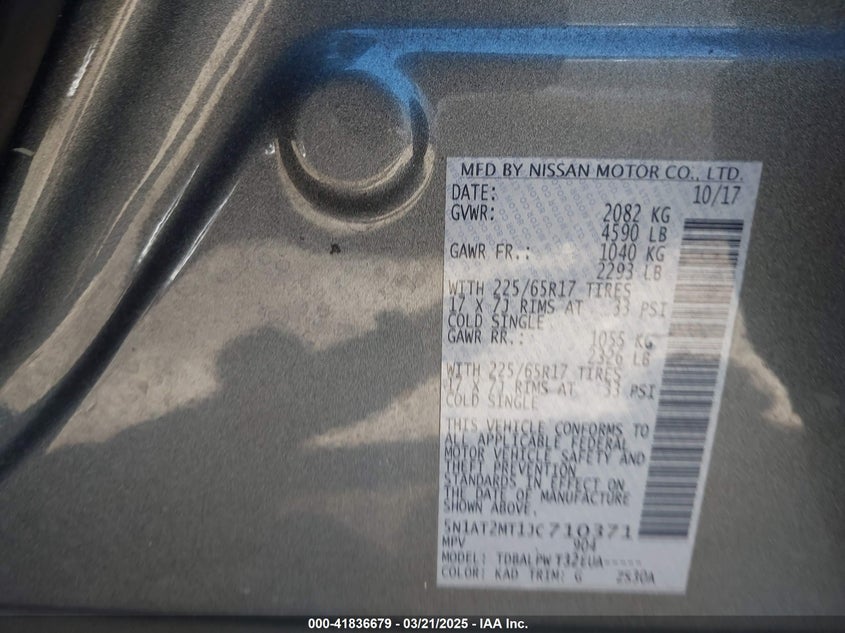 MFD BY NISSAN MOTOR CO., LTD.
DATE: 10/17
GVWR: 2082 KG
4590 LB
GAWR FR.: 1040 KG
2293 LB
WITH 225/65R17 TIRES
17 X 7J RIMS AT 33 PSI
COLD SINGLE
GAWR RR.: 1055 KG
2326 LB
WITH 225/65R17 TIRES
17 X 7J RIMS AT 33 PSI
COLD SINGLE
THIS VEHICLE CONFORMS TO
ALL APPLICABLE FEDERAL
MOTOR VEHICLE SAFETY AND
THEFT PREVENTION
STANDARDS IN EFFECT ON
THE DATE OF MANUFACTURE
SHOWN ABOVE.
5N1AT2MT1JC710371
MPV 904
MODEL: TDBALPW T32EUA-----
COLOR: KAD TRIM: G 2530A
000-41836679 - 03/21/2025 - IAA Inc.